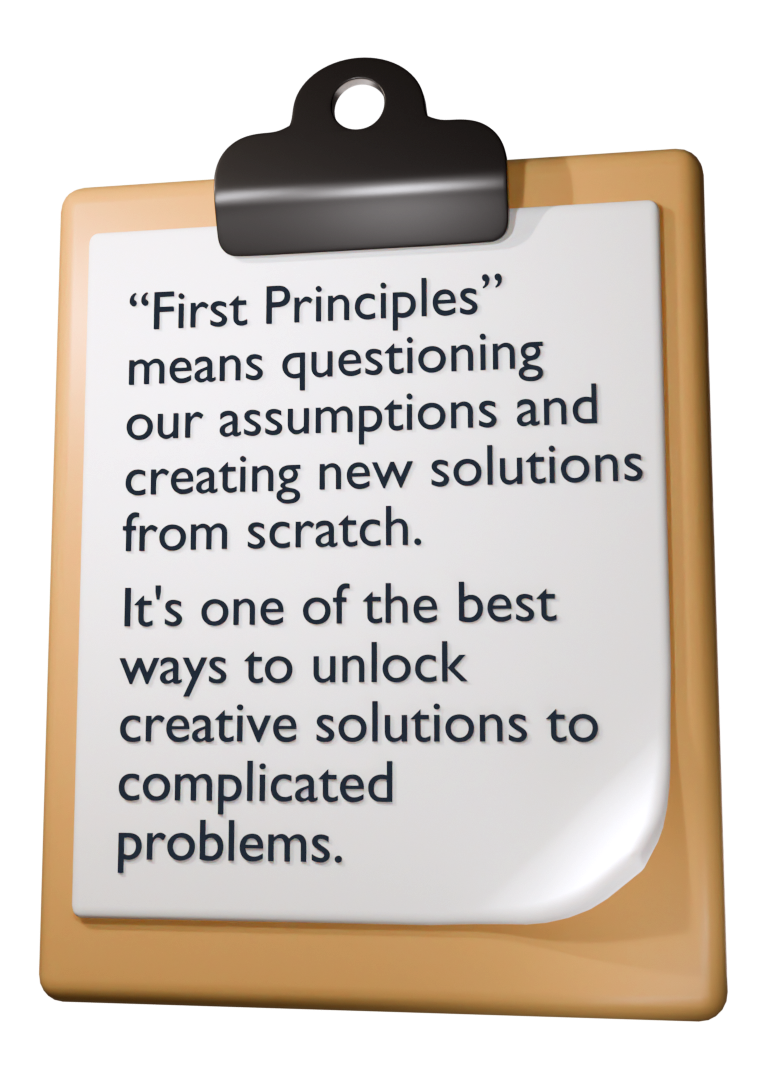 “First Principles”
means questioning
our assumptions and
creating new solutions
from scratch.
It's one of the best
ways to unlock
creative solutions to
complicated
problems.